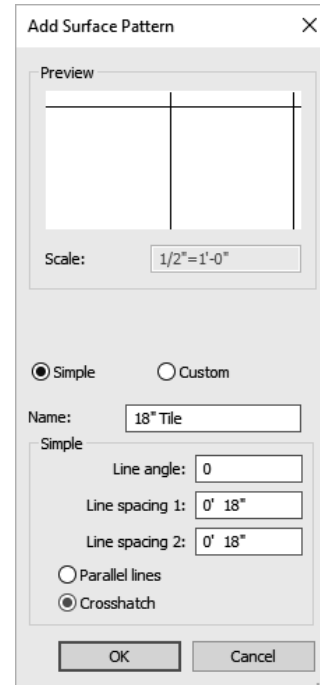 Add Surface Pattern
Preview
Scale: 1/2"=1'-0"
Simple Custom
Name: 18" Tile
Simple
Line angle: 0
Line spacing 1: 0' 18"
Line spacing 2: 0' 18"
Parallel lines
Crosshatch
OK Cancel